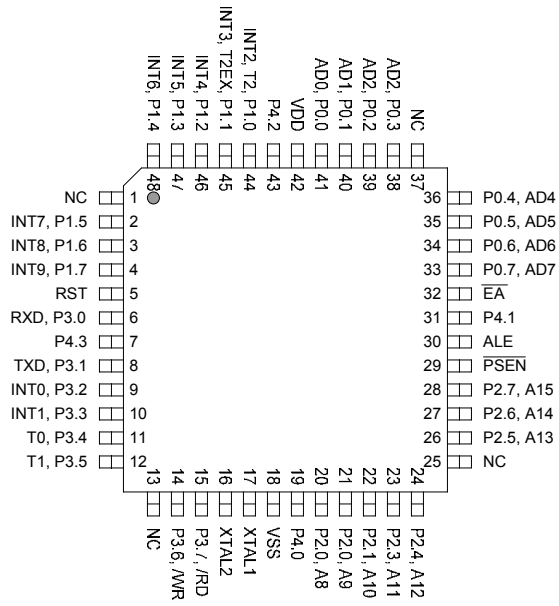 INT6, P1.4
INT5, P1.3
INT4, P1.2
INT3, T2EX, P1.1
INT2, T2, P1.0
P4.2
VDD
AD0, P0.0
AD1, P0.1
AD2, P0.2
AD2, P0.3
NC
48
47
46
45
44
43
42
41
40
39
38
37
NC 1
INT7, P1.5 2
INT8, P1.6 3
INT9, P1.7 4
RST 5
RXD, P3.0 6
P4.3 7
TXD, P3.1 8
INT0, P3.2 9
INT1, P3.3 10
T0, P3.4 11
T1, P3.5 12
36 P0.4, AD4
35 P0.5, AD5
34 P0.6, AD6
33 P0.7, AD7
32 EA
31 P4.1
30 ALE
29 PSEN
28 P2.7, A15
27 P2.6, A14
26 P2.5, A13
25 NC
13
14
15
16
17
18
19
20
21
22
23
24
NC
P3.6, /WR
P3.7, /RD
XTAL2
XTAL1
VSS
P4.0
P2.0, A8
P2.0, A9
P2.1, A10
P2.3, A11
P2.4, A12